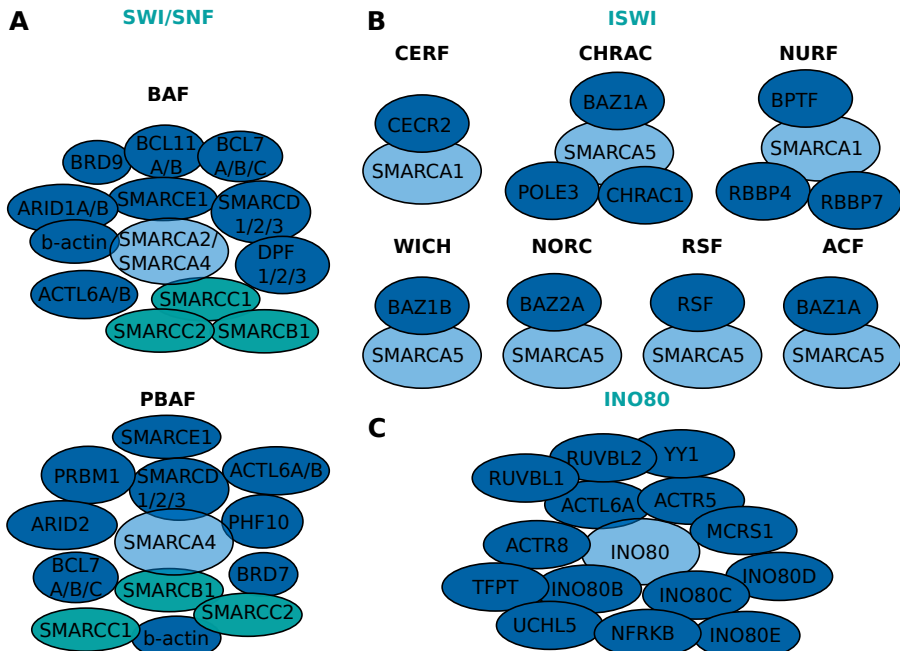 A
SWI/SNF
BAF
BRD9
BCL11
A/B
BCL7
A/B/C
ARID1A/B
SMARCE1
SMARCD
1/2/3
b-actin
SMARCA2/
SMARCA4
DPF
1/2/3
ACTL6A/B
SMARCC1
SMARCC2
SMARCB1
PBAF
SMARCE1
PRBM1
SMARCD
1/2/3
ACTL6A/B
ARID2
SMARCA4
PHF10
BCL7
A/B/C
SMARCB1
BRD7
SMARCC1
SMARCC2
b-actin
B
ISWI
CERF
CECR2
SMARCA1
CHRAC
BAZ1A
SMARCA5
POLE3
CHRAC1
NURF
BPTF
SMARCA1
RBBP4
RBBP7
WICH
BAZ1B
SMARCA5
NORC
BAZ2A
SMARCA5
RSF
RSF
SMARCA5
ACF
BAZ1A
SMARCA5
C
INO80
RUVBL1
RUVBL2
YY1
ACTL6A
ACTR5
MCRS1
ACTR8
INO80
TFPT
INO80B
INO80C
INO80D
UCHL5
NFRKB
INO80E